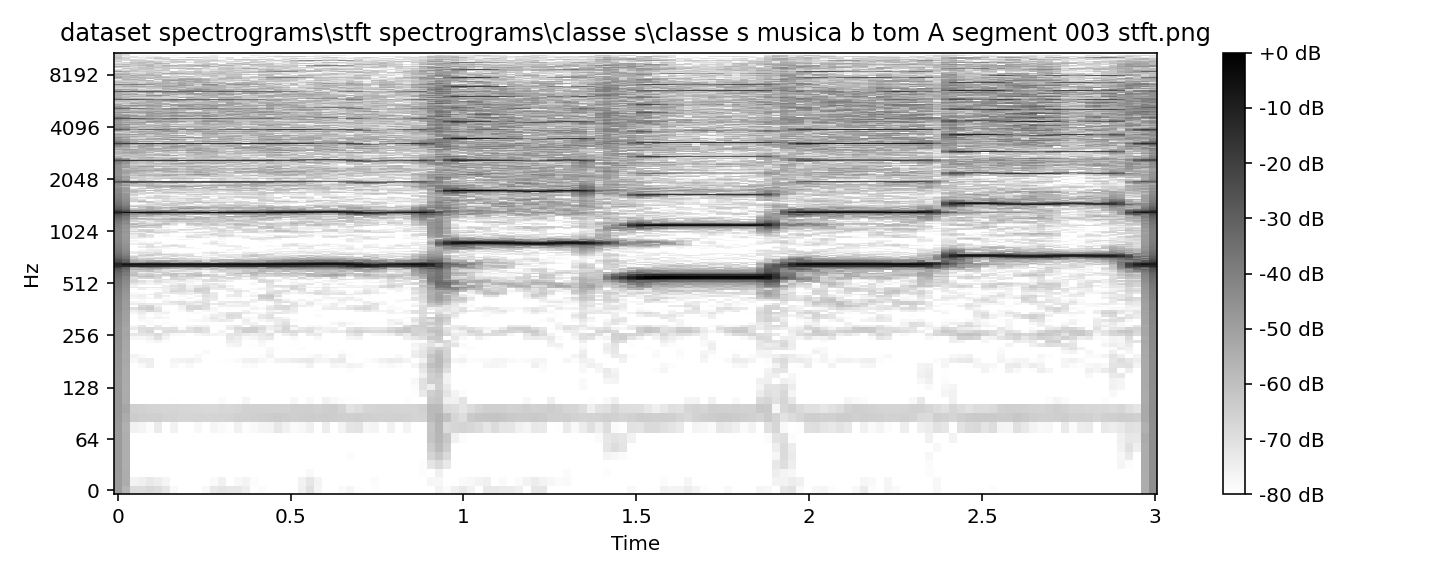 dataset spectrograms\stft spectrograms\classe s\classe s musica b tom A segment 003 stft.png
8192
4096
2048
1024
512
256
128
64
0
Hz
0
0.5
1
1.5
2
2.5
3
Time
+0 dB
-10 dB
-20 dB
-30 dB
-40 dB
-50 dB
-60 dB
-70 dB
-80 dB